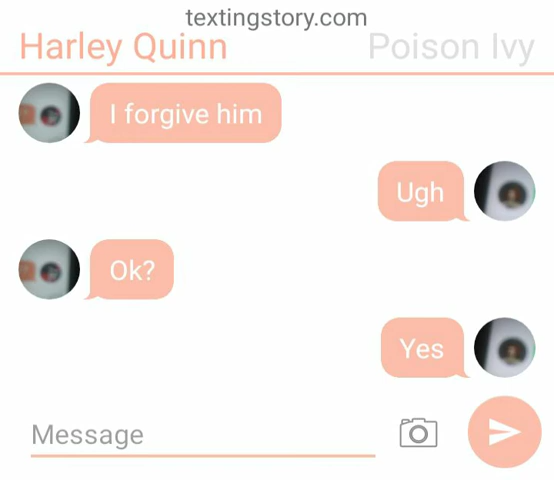 textingstory.com
Harley Quinn Poison Ivy
I forgive him
Ugh
Ok?
Yes
Message